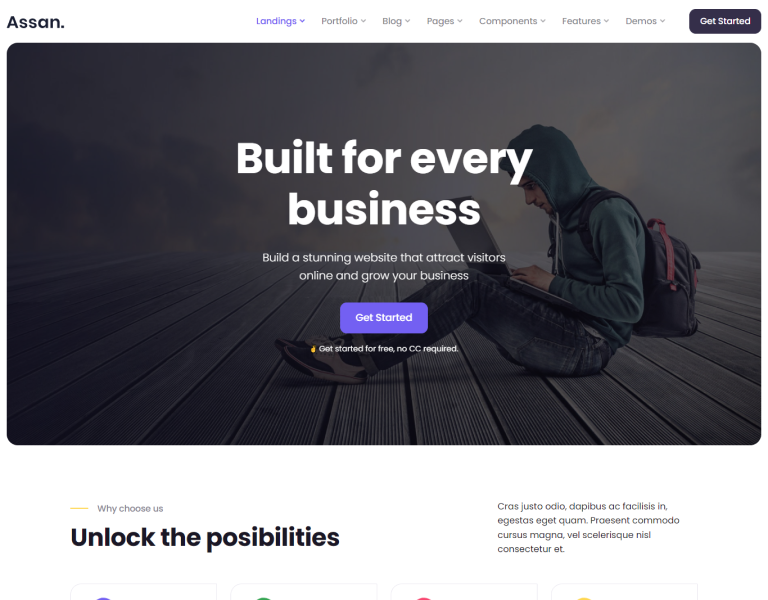 Assan.
Landings Portfolio Blog Pages Components Features Demos Get Started
Built for every
business
Build a stunning website that attract visitors
online and grow your business
Get Started
✌ Get started for free, no CC required.
Why choose us
Unlock the posibilities
Cras justo odio, dapibus ac facilisis in,
egestas eget quam. Praesent commodo
cursus magna, vel scelerisque nisl
consectetur et.